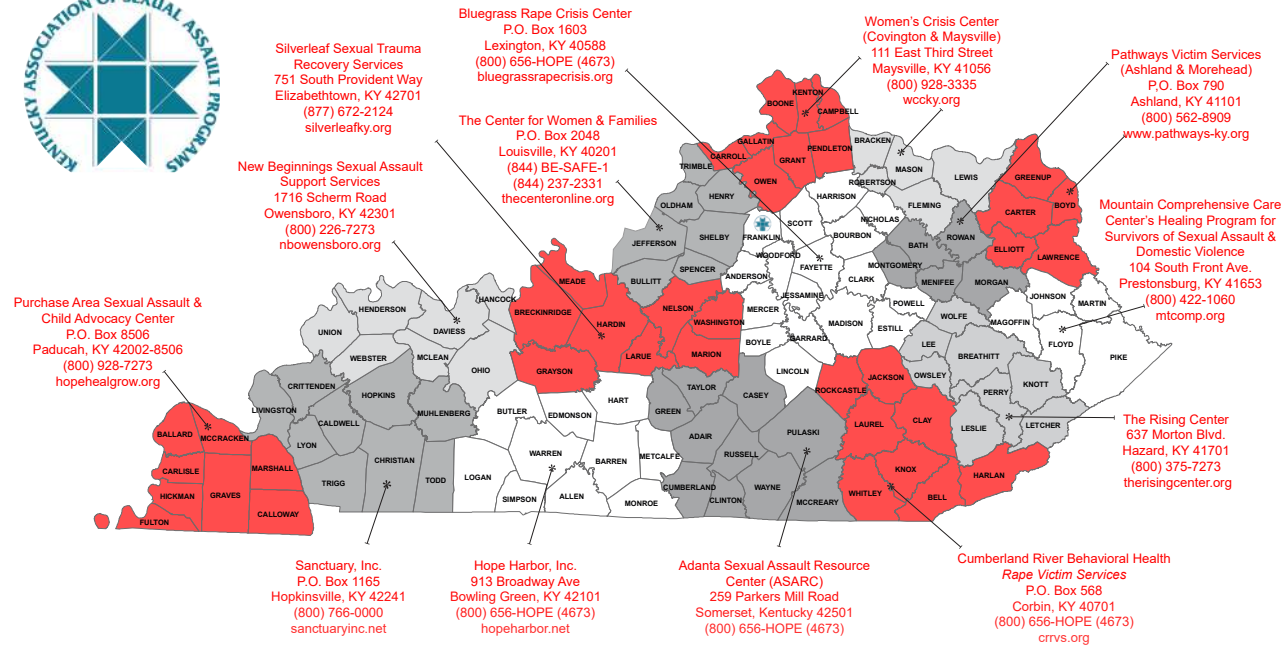 KENTUCKY ASSOCIATION OF SEXUAL ASSAULT PROGRAMS
Bluegrass Rape Crisis Center
P.O. Box 1603
Lexington, KY 40588
(800) 656-HOPE (4673)
bluegrassrapecrisis.org
Women's Crisis Center
(Covington & Maysville)
111 East Third Street
Maysville, KY 41056
(800) 928-3335
wccky.org
Silverleaf Sexual Trauma
Recovery Services
751 South Provident Way
Elizabethtown, KY 42701
(877) 672-2124
silverleafky.org
Pathways Victim Services
(Ashland & Morehead)
P,O. Box 790
Ashland, KY 41101
(800) 562-8909
www.pathways-ky.org
The Center for Women & Families
P.O. Box 2048
Louisville, KY 40201
(844) BE-SAFE-1
(844) 237-2331
thecenteronline.org
New Beginnings Sexual Assault
Support Services
1716 Scherm Road
Owensboro, KY 42301
(800) 226-7273
nbowensboro.org
Mountain Comprehensive Care
Center's Healing Program for
Survivors of Sexual Assault &
Domestic Violence
104 South Front Ave.
Prestonsburg, KY 41653
(800) 422-1060
mtcomp.org
Purchase Area Sexual Assault &
Child Advocacy Center
P.O. Box 8506
Paducah, KY 42002-8506
(800) 928-7273
hopehealgrow.org
The Rising Center
637 Morton Blvd.
Hazard, KY 41701
(800) 375-7273
therisingcenter.org
Sanctuary, Inc.
P.O. Box 1165
Hopkinsville, KY 42241
(800) 766-0000
sanctuaryinc.net
Hope Harbor, Inc.
913 Broadway Ave
Bowling Green, KY 42101
(800) 656-HOPE (4673)
hopeharbor.net
Adanta Sexual Assault Resource
Center (ASARC)
259 Parkers Mill Road
Somerset, Kentucky 42501
(800) 656-HOPE (4673)
Cumberland River Behavioral Health
Rape Victim Services
P.O. Box 568
Corbin, KY 40701
(800) 656-HOPE (4673)
crrvs.org
BOONE
KENTON
CAMPBELL
GALLATIN
CARROLL
GRANT
PENDLETON
OWEN
BRACKEN
MASON
LEWIS
ROBERTSON
FLEMING
GREENUP
BOYD
CARTER
ELLIOTT
LAWRENCE
TRIMBLE
HENRY
OLDHAM
JEFFERSON
SHELBY
SPENCER
BULLITT
HARRISON
SCOTT
NICHOLAS
FRANKLIN
BOURBON
WOODFORD
FAYETTE
ANDERSON
CLARK
JESSAMINE
MERCER
MADISON
POWELL
ESTILL
BOYLE
GARRARD
LINCOLN
BATH
ROWAN
MONTGOMERY
MENIFEE
MORGAN
JOHNSON
MARTIN
MAGOFFIN
FLOYD
PIKE
WOLFE
LEE
BREATHITT
OWSLEY
PERRY
KNOTT
LESLIE
LETCHER
MEADE
BRECKINRIDGE
HARDIN
NELSON
WASHINGTON
LARUE
MARION
GRAYSON
HANCOCK
HENDERSON
UNION
DAVIESS
WEBSTER
MCLEAN
OHIO
CRITTENDEN
HOPKINS
LIVINGSTON
MUHLENBERG
CALDWELL
LYON
CHRISTIAN
TRIGG
TODD
BALLARD
MCCRACKEN
CARLISLE
MARSHALL
HICKMAN
GRAVES
FULTON
CALLOWAY
BUTLER
EDMONSON
HART
WARREN
BARREN
METCALFE
LOGAN
SIMPSON
ALLEN
MONROE
TAYLOR
CASEY
GREEN
ADAIR
PULASKI
RUSSELL
CUMBERLAND
WAYNE
CLINTON
MCCREARY
ROCKCASTLE
JACKSON
LAUREL
CLAY
KNOX
WHITLEY
BELL
HARLAN